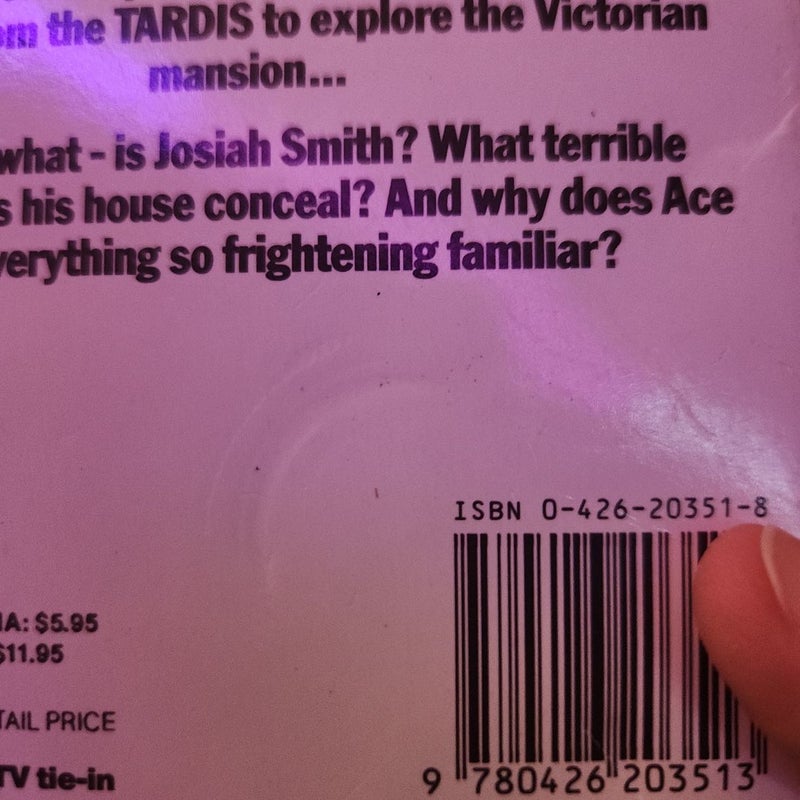 om the TARDIS to explore the Victorian
mansion...
what - is Josiah Smith? What terrible
s his house conceal? And why does Ace
verything so frightening familiar?
ISBN 0-426-20351-8
IA: $5.95
$11.95
TAIL PRICE
TV tie-in
9 780426 203513